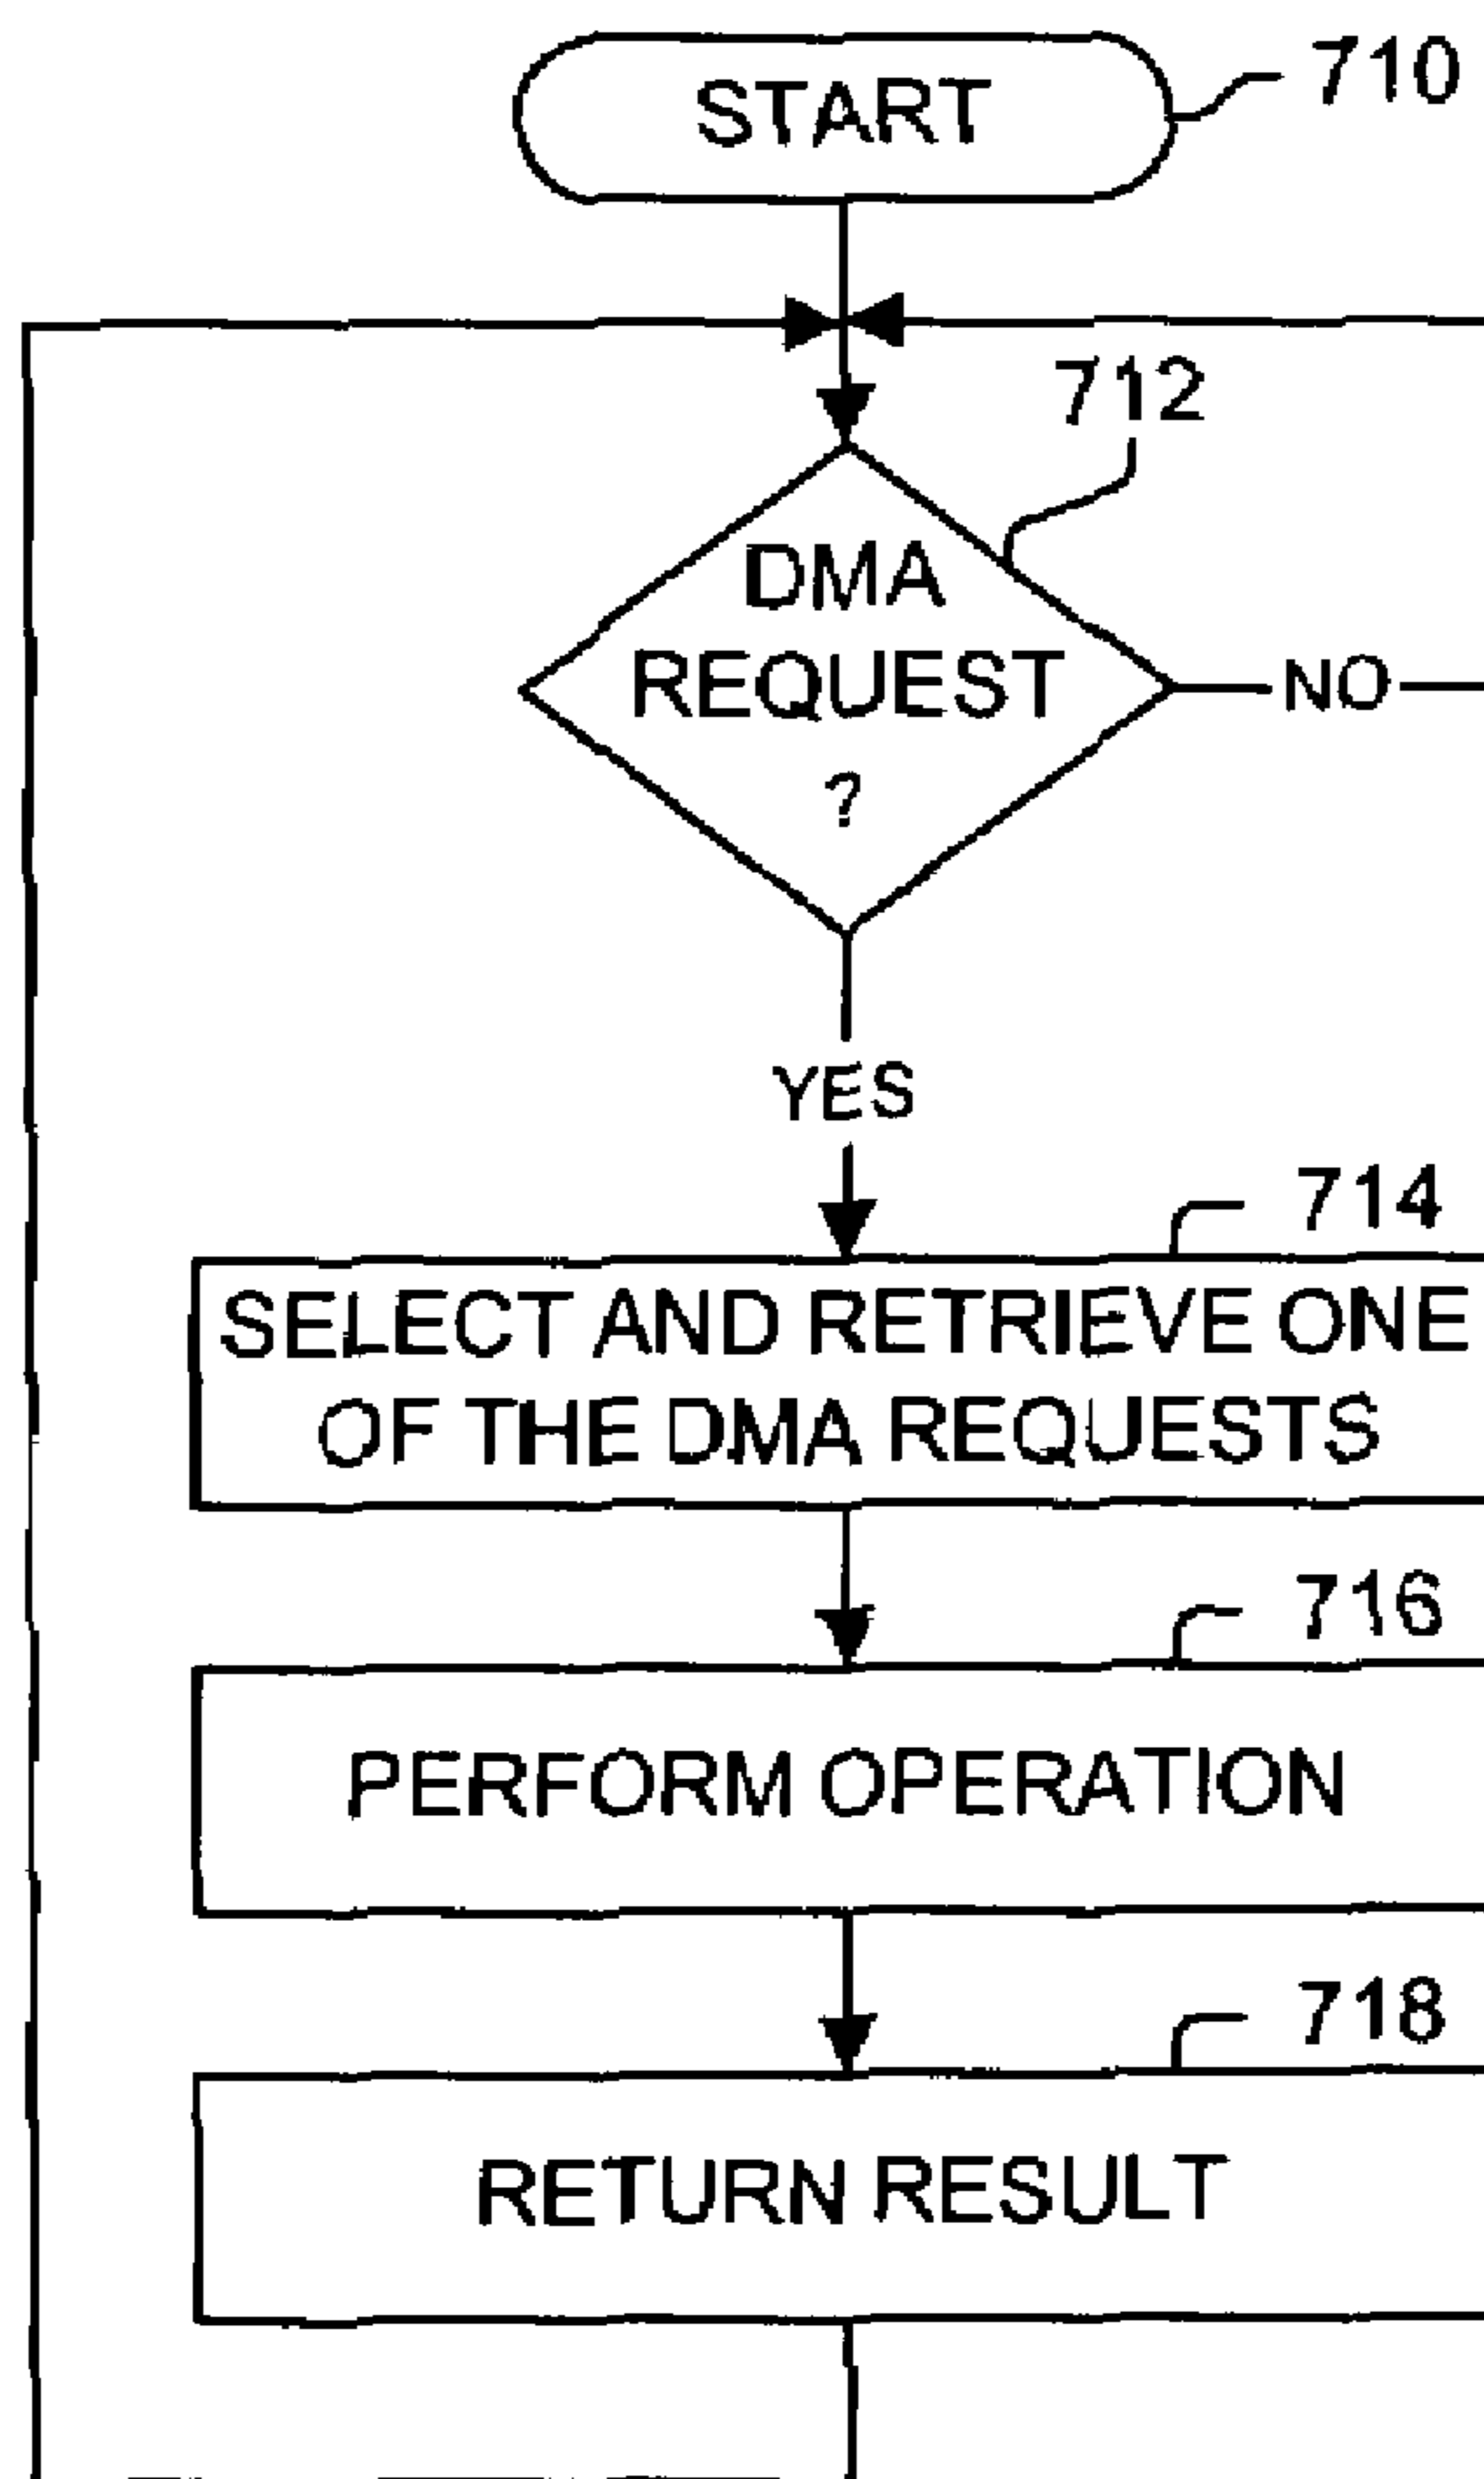 START
710
712
DMA
REQUEST
?
NO
YES
714
SELECT AND RETRIEVE ONE
OF THE DMA REQUESTS
716
PERFORM OPERATION
718
RETURN RESULT